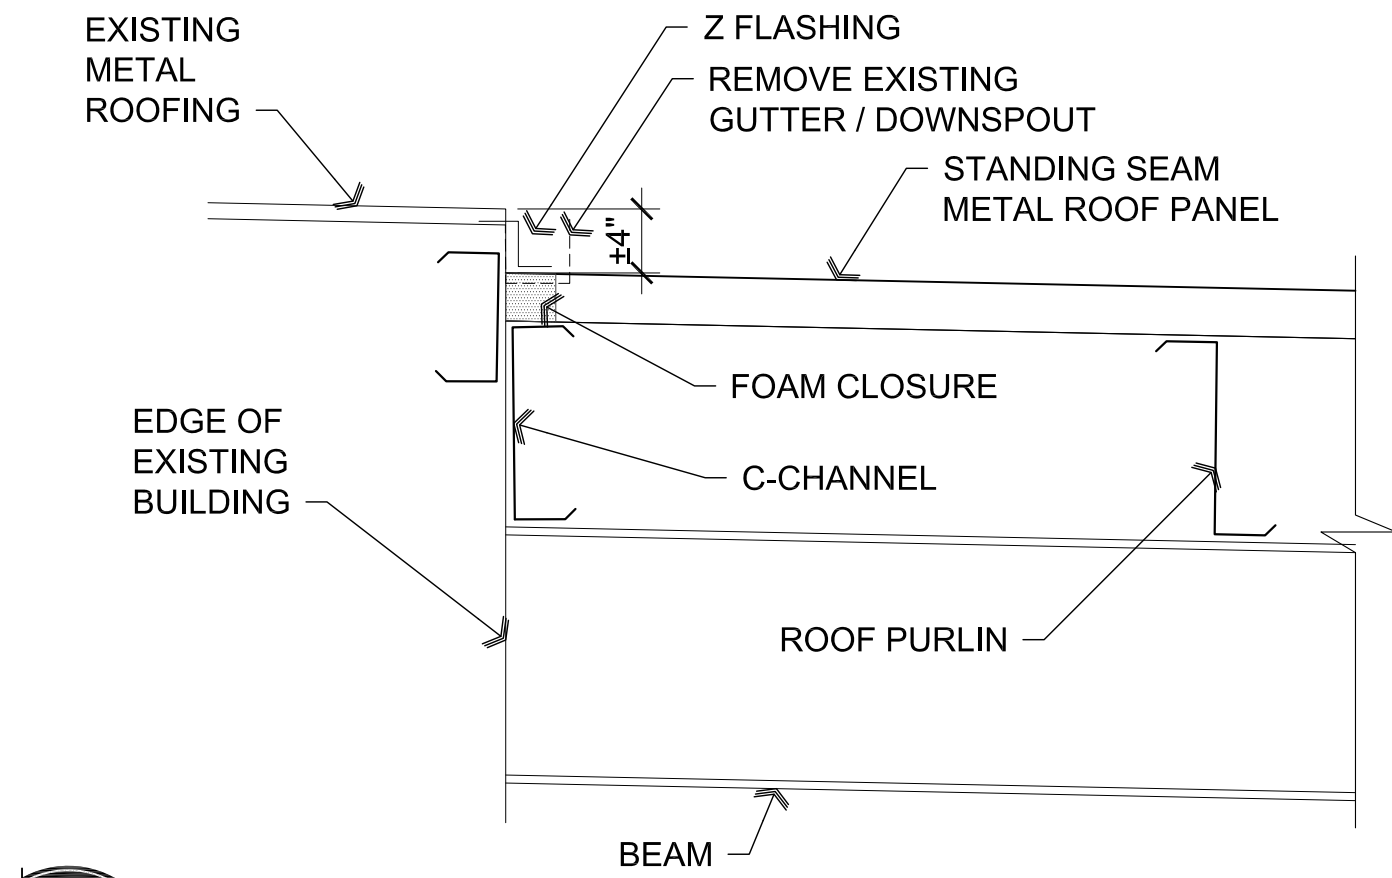 EXISTING
METAL
ROOFING
Z FLASHING
REMOVE EXISTING
GUTTER / DOWNSPOUT
STANDING SEAM
METAL ROOF PANEL
±4"
FOAM CLOSURE
C-CHANNEL
EDGE OF
EXISTING
BUILDING
ROOF PURLIN
BEAM